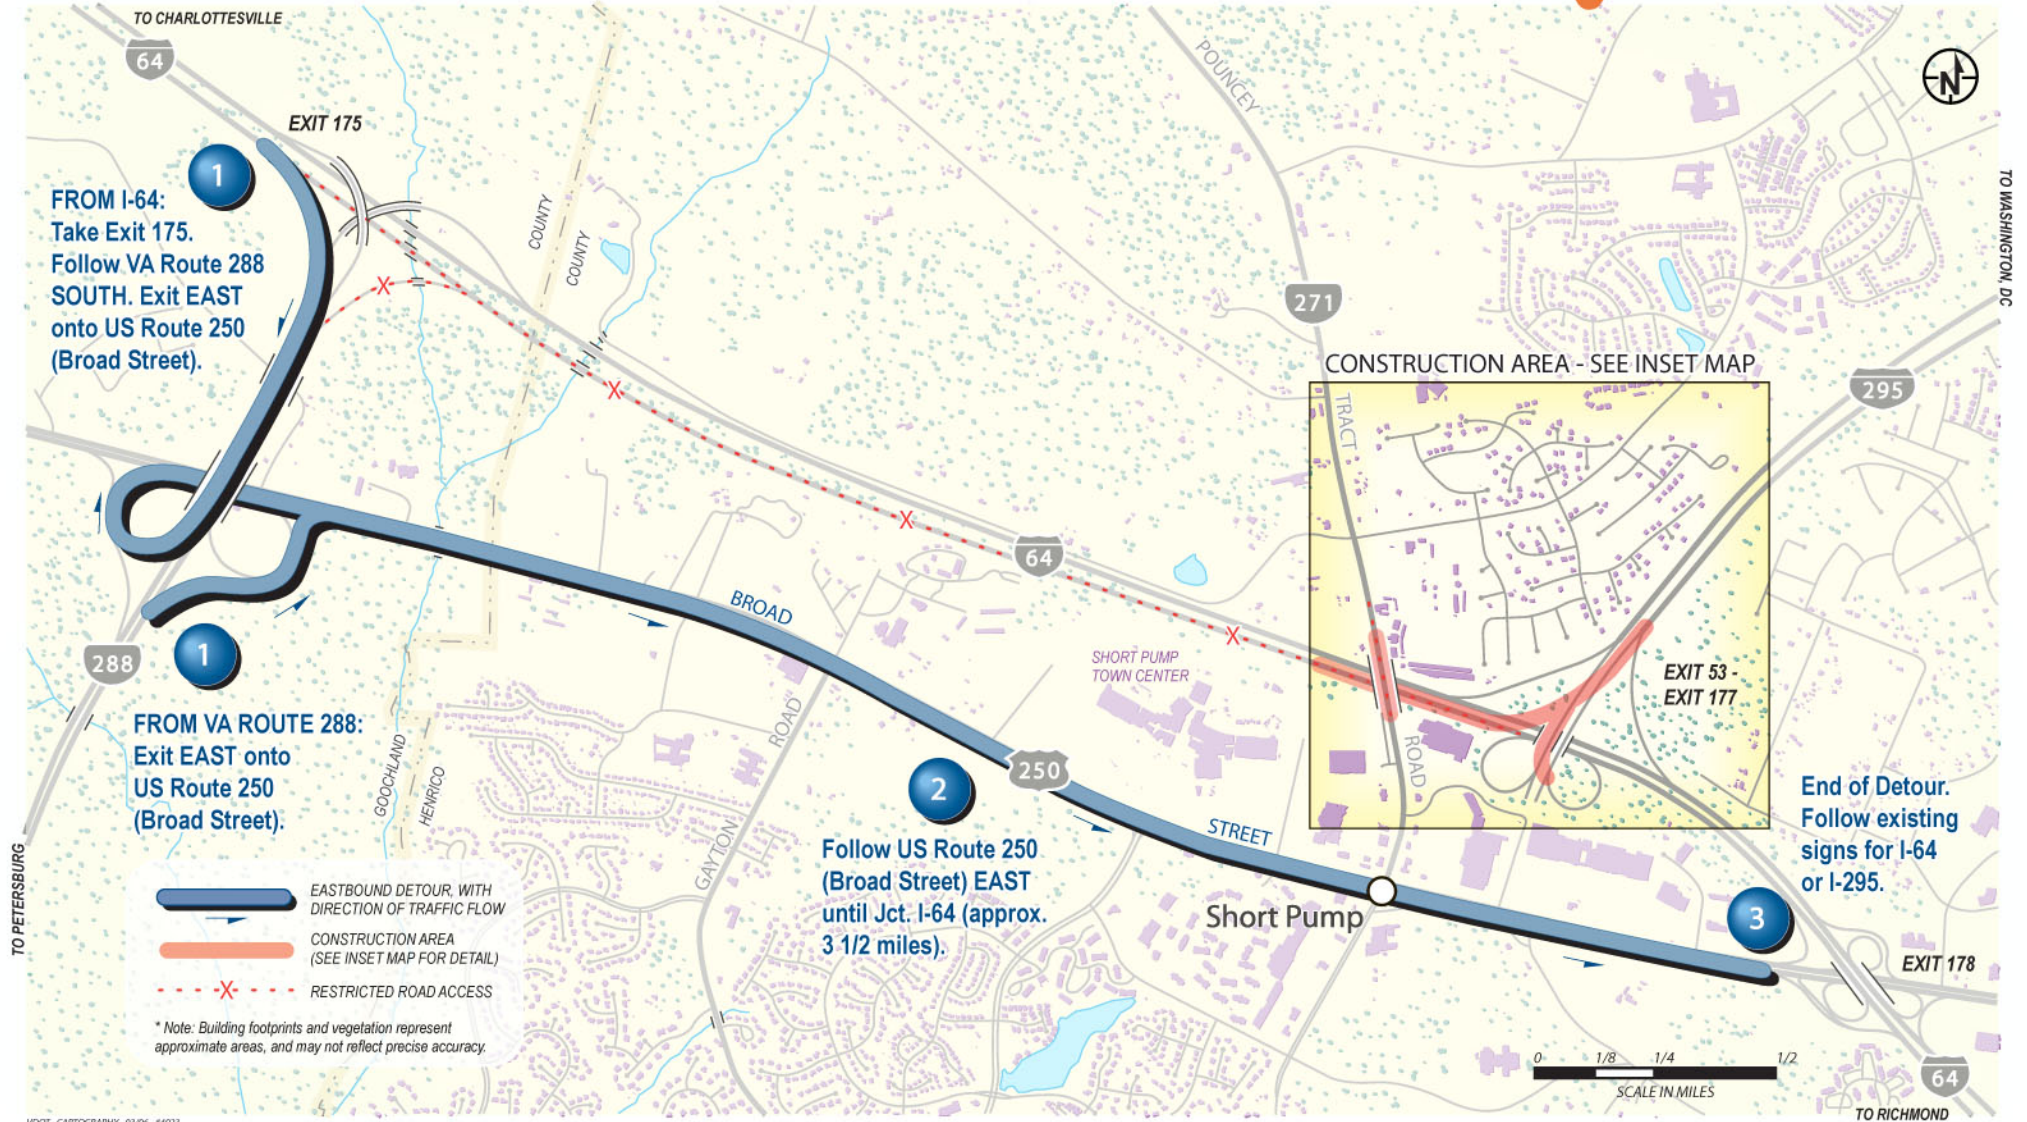 TO CHARLOTTESVILLE
64
EXIT 175
1
FROM I-64:
Take Exit 175.
Follow VA Route 288
SOUTH. Exit EAST
onto US Route 250
(Broad Street).
COUNTY
COUNTY
POUNCEY
271
TO WASHINGTON, DC
N
CONSTRUCTION AREA - SEE INSET MAP
TRACT
295
64
BROAD
SHORT PUMP
TOWN CENTER
EXIT 53 -
EXIT 177
ROAD
1
288
FROM VA ROUTE 288:
Exit EAST onto
US Route 250
(Broad Street).
GOOCHLAND
HENRICO
ROAD
GAYTON
250
2
Follow US Route 250
(Broad Street) EAST
until Jct. I-64 (approx.
3 1/2 miles).
STREET
Short Pump
End of Detour.
Follow existing
signs for I-64
or I-295.
3
EXIT 178
TO PETERSBURG
EASTBOUND DETOUR, WITH
DIRECTION OF TRAFFIC FLOW
CONSTRUCTION AREA
(SEE INSET MAP FOR DETAIL)
X RESTRICTED ROAD ACCESS
* Note: Building footprints and vegetation represent
approximate areas, and may not reflect precise accuracy.
0 1/8 1/4 1/2
SCALE IN MILES
64
TO RICHMOND